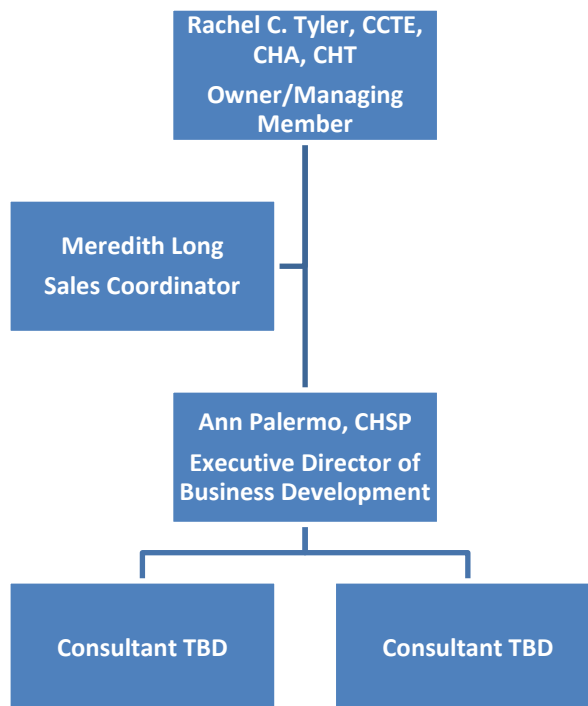 Rachel C. Tyler, CCTE,
CHA, CHT
Owner/Managing
Member
Meredith Long
Sales Coordinator
Ann Palermo, CHSP
Executive Director of
Business Development
Consultant TBD
Consultant TBD